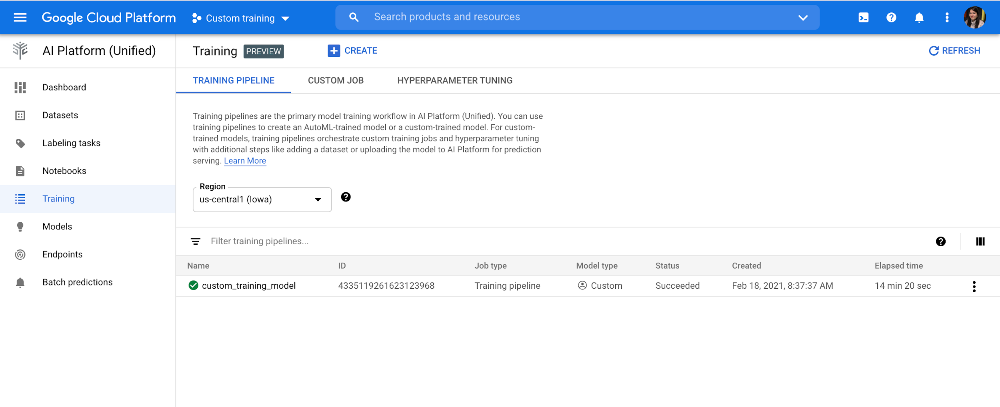 Google Cloud Platform
Custom training
Search products and resources
AI Platform (Unified)
Training PREVIEW
CREATE
REFRESH
Dashboard
Datasets
Labeling tasks
Notebooks
Training
Models
Endpoints
Batch predictions
TRAINING PIPELINE
CUSTOM JOB
HYPERPARAMETER TUNING
Training pipelines are the primary model training workflow in AI Platform (Unified). You can use
training pipelines to create an AutoML-trained model or a custom-trained model. For custom-
trained models, training pipelines orchestrate custom training jobs and hyperparameter tuning
with additional steps like adding a dataset or uploading the model to AI Platform for prediction
serving. Learn More
Region
us-central1 (Iowa)
Filter training pipelines...
Name ID Job type Model type Status Created Elapsed time
custom_training_model 4335119261623123968 Training pipeline Custom Succeeded Feb 18, 2021, 8:37:37 AM 14 min 20 sec